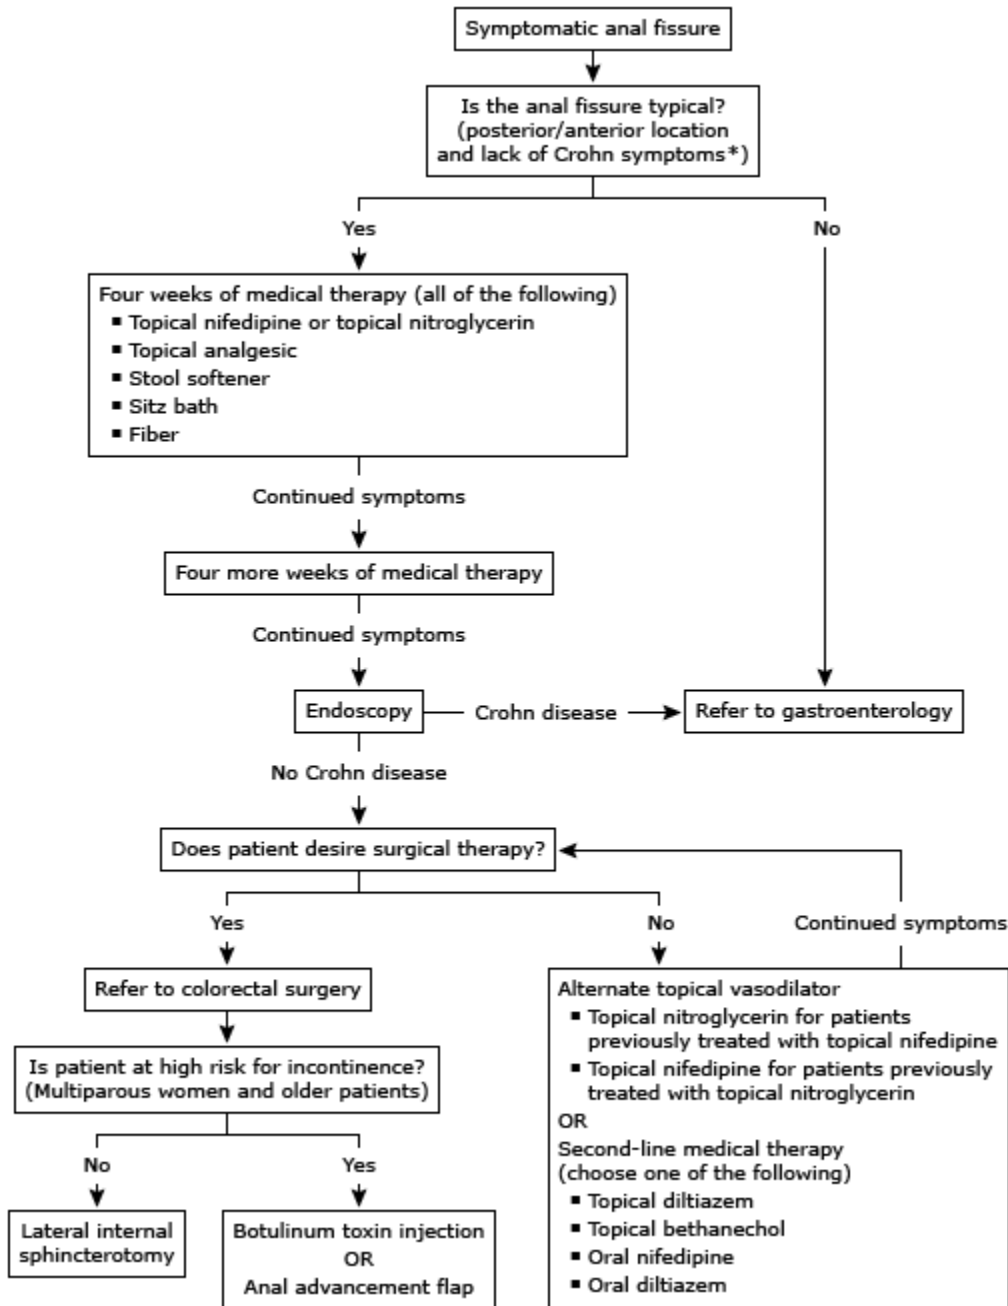 Symptomatic anal fissure
Is the anal fissure typical?
(posterior/anterior location
and lack of Crohn symptoms*)
Yes
No
Four weeks of medical therapy (all of the following)
▪ Topical nifedipine or topical nitroglycerin
▪ Topical analgesic
▪ Stool softener
▪ Sitz bath
▪ Fiber
Continued symptoms
Four more weeks of medical therapy
Continued symptoms
Endoscopy
Crohn disease
Refer to gastroenterology
No Crohn disease
Does patient desire surgical therapy?
Yes
No
Continued symptoms
Refer to colorectal surgery
Is patient at high risk for incontinence?
(Multiparous women and older patients)
No
Yes
Lateral internal
sphincterotomy
Botulinum toxin injection
OR
Anal advancement flap
Alternate topical vasodilator
▪ Topical nitroglycerin for patients
previously treated with topical nifedipine
▪ Topical nifedipine for patients previously
treated with topical nitroglycerin
OR
Second-line medical therapy
(choose one of the following)
▪ Topical diltiazem
▪ Topical bethanechol
▪ Oral nifedipine
▪ Oral diltiazem